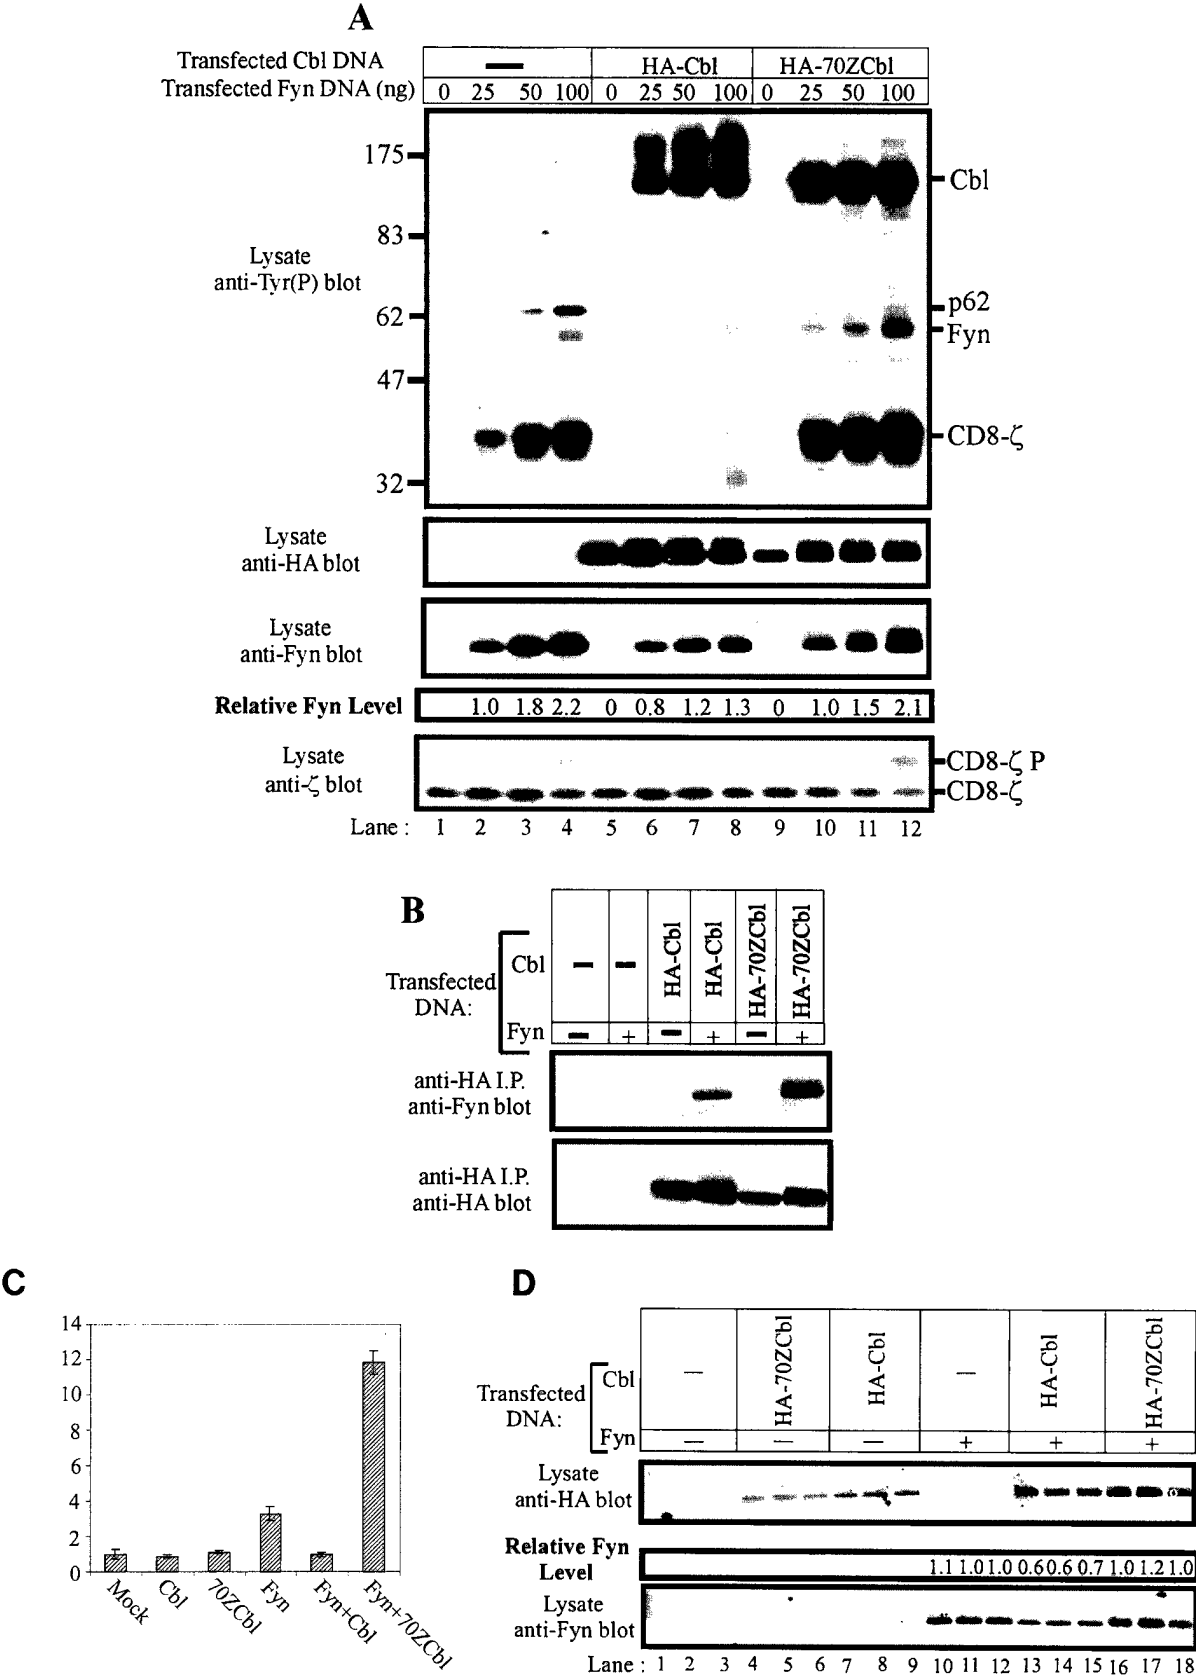 A
Transfected Cbl DNA — HA-Cbl HA-70ZCbl
Transfected Fyn DNA (ng) 0 25 50 100 0 25 50 100 0 25 50 100
175
Cbl
83
Lysate
anti-Tyr(P) blot
p62
62
Fyn
47
CD8-ζ
32
Lysate
anti-HA blot
Lysate
anti-Fyn blot
Relative Fyn Level 1.0 1.8 2.2 0 0.8 1.2 1.3 0 1.0 1.5 2.1
Lysate
anti-ζ blot
CD8-ζ P
CD8-ζ
Lane : 1 2 3 4 5 6 7 8 9 10 11 12
B
Transfected
DNA:
Cbl – – HA-Cbl HA-Cbl HA-70ZCbl HA-70ZCbl
Fyn – + – + – +
anti-HA I.P.
anti-Fyn blot
anti-HA I.P.
anti-HA blot
C
14
12
10
8
6
4
2
0
Mock Cbl 70ZCbl Fyn Fyn+Cbl Fyn+70ZCbl
D
Transfected
DNA:
Cbl — HA-70ZCbl HA-Cbl — HA-Cbl HA-70ZCbl
Fyn — — — + + +
Lysate
anti-HA blot
Relative Fyn
Level 1.1 1.0 1.0 0.6 0.6 0.7 1.0 1.2 1.0
Lysate
anti-Fyn blot
Lane : 1 2 3 4 5 6 7 8 9 10 11 12 13 14 15 16 17 18